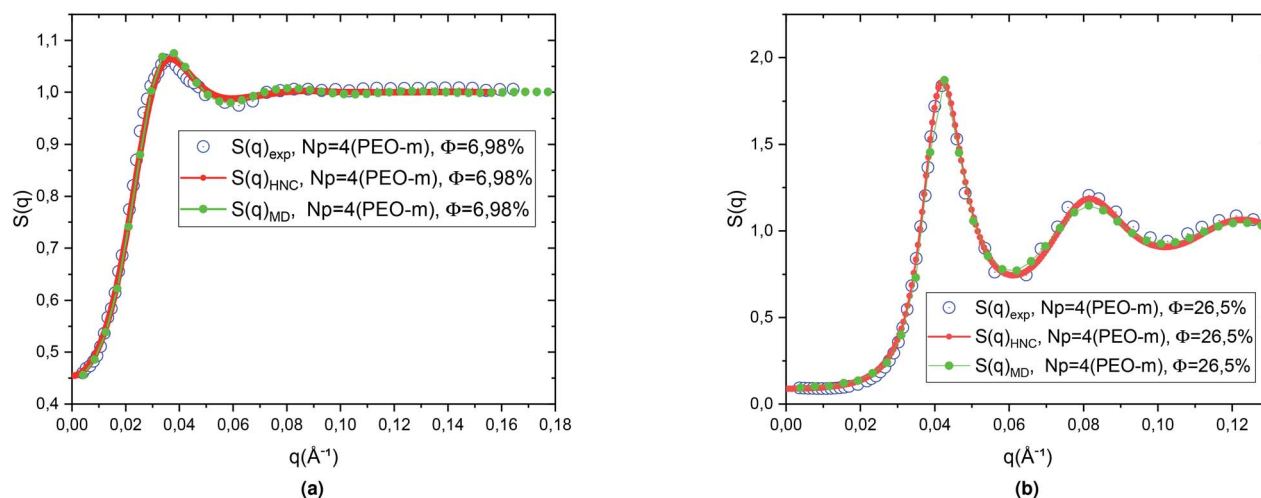 1,1
1,0
0,9
0,8
0,7
0,6
0,5
0,4
S(q)
S(q)exp, Np=4(PEO-m), Φ=6,98%
S(q)HNC, Np=4(PEO-m), Φ=6,98%
S(q)MD, Np=4(PEO-m), Φ=6,98%
0,00 0,02 0,04 0,06 0,08 0,10 0,12 0,14 0,16 0,18
q(Å⁻¹)
(a)
2.0
1.5
1.0
0.5
0,0
S(q)
S(q)exp, Np=4(PEO-m), Φ=26,5%
S(q)HNC, Np=4(PEO-m), Φ=26,5%
S(q)MD, Np=4(PEO-m), Φ=26,5%
0,00 0,02 0,04 0,06 0,08 0,10 0,12
q(Å⁻¹)
(b)